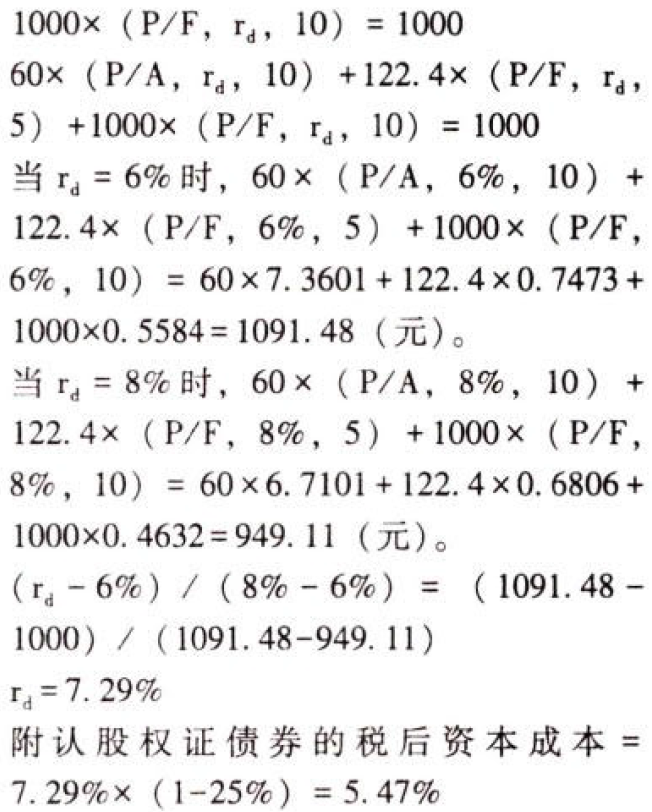 1000×（P/F，r_d，10）= 1000
60×（P/A，r_d，10）+122.4×（P/F，r_d，
5）+1000×（P/F，r_d，10）= 1000
当 r_d = 6% 时，60×（P/A，6%，10）+
122.4×（P/F，6%，5）+1000×（P/F，
6%，10）= 60×7.3601+122.4×0.7473+
1000×0.5584=1091.48（元）。
当 r_d = 8% 时，60×（P/A，8%，10）+
122.4×（P/F，8%，5）+1000×（P/F，
8%，10）= 60×6.7101+122.4×0.6806+
1000×0.4632=949.11（元）。
（r_d－6%）/（8%－6%）=（1091.48－
1000）/（1091.48-949.11）
r_d=7.29%
附认股权证债券的税后资本成本=
7.29%×（1-25%）= 5.47%